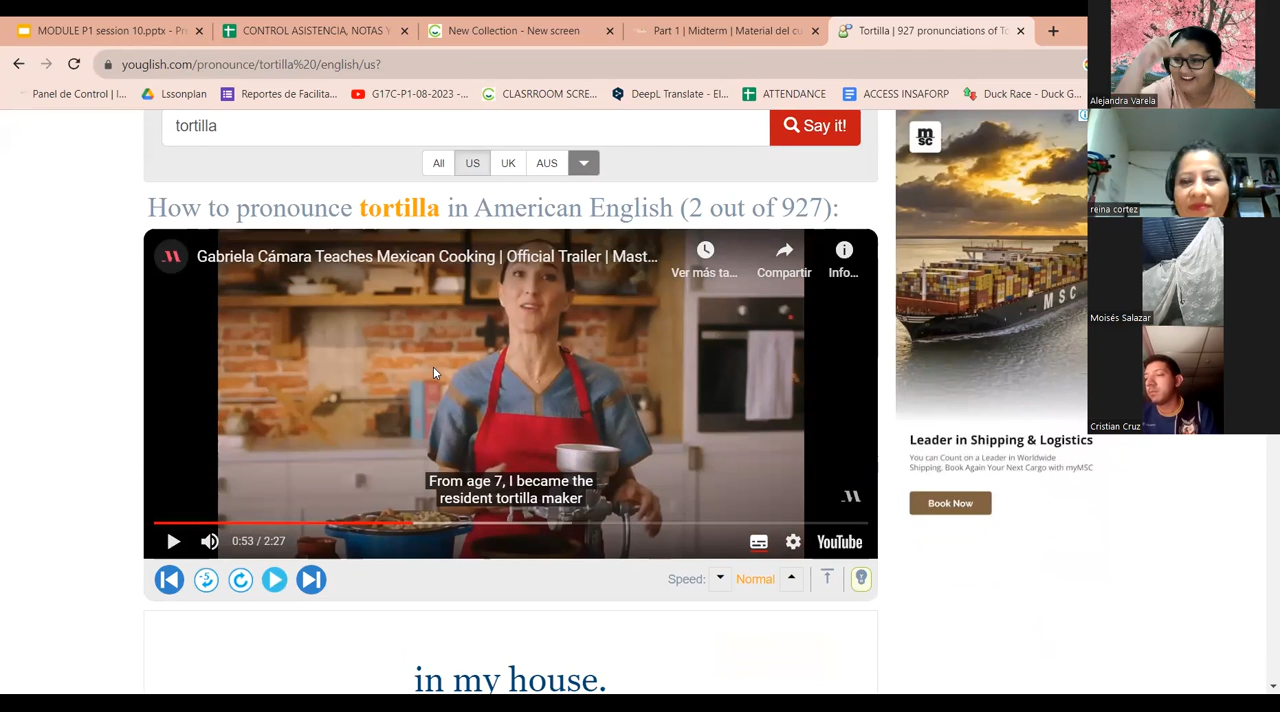 MODULE P1 session 10.pptx - Pr
CONTROL ASISTENCIA, NOTAS Y
New Collection - New screen
Part 1 | Midterm | Material del cu
Tortilla | 927 pronunciations of To
youglish.com/pronounce/tortilla%20/english/us?
Panel de Control | I...
Lssonplan
Reportes de Facilita...
G17C-P1-08-2023 -...
CLASRROOM SCRE...
DeepL Translate - El...
ATTENDANCE
ACCESS INSAFORP
Duck Race - Duck G...
tortilla
Say it!
All
US
UK
AUS
How to pronounce tortilla in American English (2 out of 927):
Gabriela Cámara Teaches Mexican Cooking | Official Trailer | Mast...
Ver más ta...
Compartir
Info...
From age 7, I became the
resident tortilla maker
0:53 / 2:27
YouTube
Speed:
Normal
in my house.
msc
MSC
Leader in Shipping & Logistics
You can Count on a Leader in Worldwide
Shipping. Book Again Your Next Cargo with myMSC
Book Now
Alejandra Varela
reina cortez
Moisés Salazar
Cristian Cruz